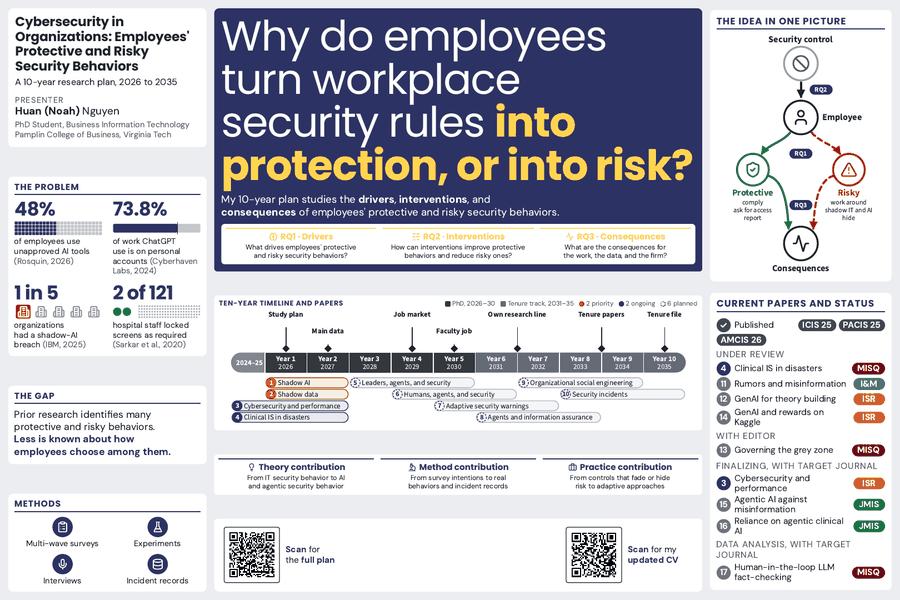 Cybersecurity in
Organizations: Employees'
Protective and Risky
Security Behaviors
A 10-year research plan, 2026 to 2035
PRESENTER
Huan (Noah) Nguyen
PhD Student, Business Information Technology
Pamplin College of Business, Virginia Tech
THE PROBLEM
48%
of employees use
unapproved AI tools
(Rosquin, 2026)
73.8%
of work ChatGPT
use is on personal
accounts (Cyberhaven
Labs, 2024)
1 in 5
organizations
had a shadow-AI
breach (IBM, 2025)
2 of 121
hospital staff locked
screens as required
(Sarkar et al., 2020)
THE GAP
Prior research identifies many
protective and risky behaviors.
Less is known about how
employees choose among them.
METHODS
Multi-wave surveys
Experiments
Interviews
Incident records
Why do employees
turn workplace
security rules into
protection, or into risk?
My 10-year plan studies the drivers, interventions, and
consequences of employees' protective and risky security behaviors.
RQ1 · Drivers
What drives employees' protective
and risky security behaviors?
RQ2 · Interventions
How can interventions improve protective
behaviors and reduce risky ones?
RQ3 · Consequences
What are the consequences for
the work, the data, and the firm?
TEN-YEAR TIMELINE AND PAPERS
PhD, 2026–30
Tenure track, 2031–35
2 priority
2 ongoing
6 planned
Study plan
Main data
Job market
Faculty job
Own research line
Tenure papers
Tenure file
2024–25
Year 1
2026
Year 2
2027
Year 3
2028
Year 4
2029
Year 5
2030
Year 6
2031
Year 7
2032
Year 8
2033
Year 9
2034
Year 10
2035
1 Shadow AI
5 Leaders, agents, and security
9 Organizational social engineering
2 Shadow data
6 Humans, agents, and security
10 Security incidents
3 Cybersecurity and performance
7 Adaptive security warnings
4 Clinical IS in disasters
8 Agents and information assurance
Theory contribution
From IT security behavior to AI
and agentic security behavior
Method contribution
From survey intentions to real
behaviors and incident records
Practice contribution
From controls that fade or hide
risk to adaptive approaches
Scan for
the full plan
Scan for my
updated CV
THE IDEA IN ONE PICTURE
Security control
RQ2
Employee
RQ1
Protective
comply
ask for access
report
Risky
work around
shadow IT and AI
hide
RQ3
Consequences
CURRENT PAPERS AND STATUS
Published
ICIS 25
PACIS 25
AMCIS 26
UNDER REVIEW
4 Clinical IS in disasters MISQ
11 Rumors and misinformation I&M
12 GenAI for theory building ISR
14 GenAI and rewards on
Kaggle ISR
WITH EDITOR
13 Governing the grey zone MISQ
FINALIZING, WITH TARGET JOURNAL
3 Cybersecurity and
performance ISR
15 Agentic AI against
misinformation JMIS
16 Reliance on agentic clinical
AI JMIS
DATA ANALYSIS, WITH TARGET
JOURNAL
17 Human-in-the-loop LLM
fact-checking MISQ